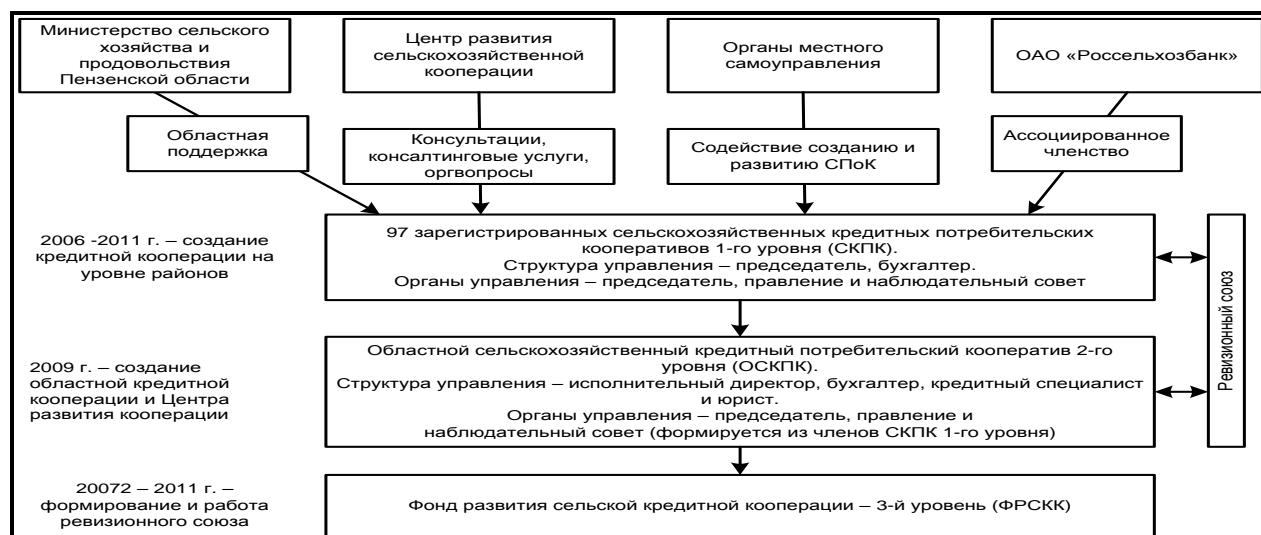 Министерство сельского
хозяйства и
продовольствия
Пензенской области
Центр развития
сельскохозяйственной
кооперации
Органы местного
самоуправления
ОАО «Россельхозбанк»
Областная
поддержка
Консультации,
консалтинговые услуги,
оргвопросы
Содействие созданию и
развитию СПоК
Ассоциированное
членство
2006 -2011 г. – создание
кредитной кооперации на
уровне районов
97 зарегистрированных сельскохозяйственных кредитных потребительских
кооперативов 1-го уровня (СКПК).
Структура управления – председатель, бухгалтер.
Органы управления – председатель, правление и наблюдательный совет
Ревизионный союз
2009 г. – создание
областной кредитной
кооперации и Центра
развития кооперации
Областной сельскохозяйственный кредитный потребительский кооператив 2-го
уровня (ОСКПК).
Структура управления – исполнительный директор, бухгалтер, кредитный специалист
и юрист.
Органы управления – председатель, правление и
наблюдательный совет (формируется из членов СКПК 1-го уровня)
20072 – 2011 г. –
формирование и работа
ревизионного союза
Фонд развития сельской кредитной кооперации – 3-й уровень (ФРСКК)